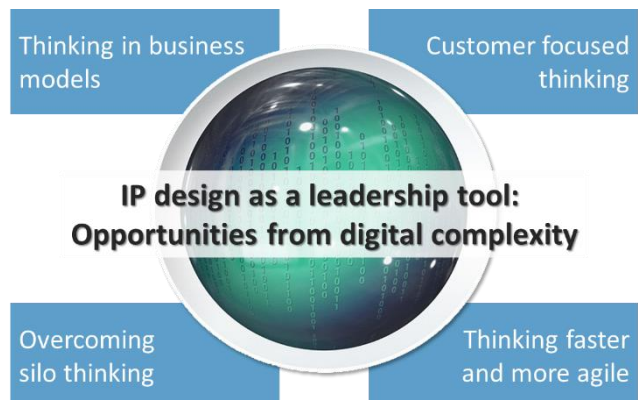 Thinking in business
models
Customer focused
thinking
IP design as a leadership tool:
Opportunities from digital complexity
Overcoming
silo thinking
Thinking faster
and more agile